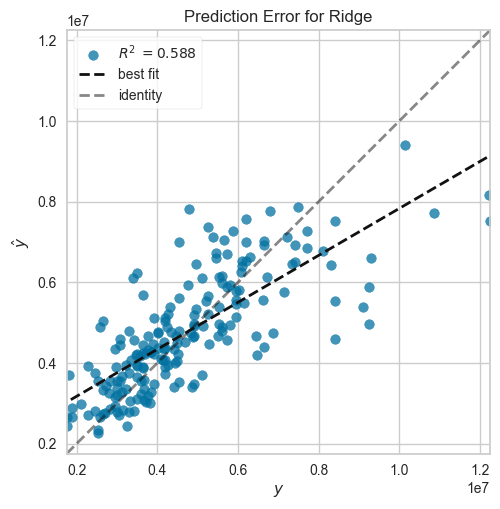 Prediction Error for Ridge
1e7
R² = 0.588
best fit
identity
1.2
1.0
0.8
0.6
0.4
0.2
ŷ
0.2 0.4 0.6 0.8 1.0 1.2
1e7
y